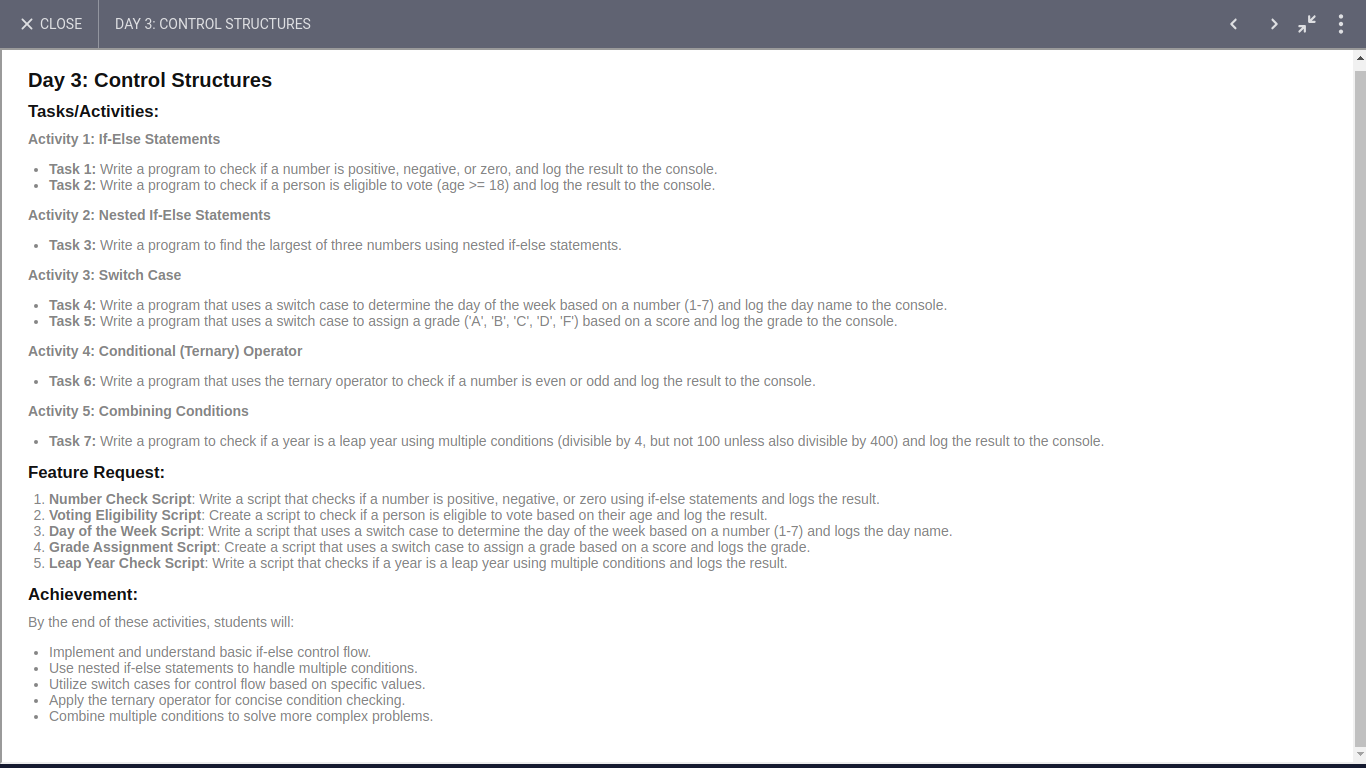 CLOSE
DAY 3: CONTROL STRUCTURES
Day 3: Control Structures
Tasks/Activities:
Activity 1: If-Else Statements
• Task 1: Write a program to check if a number is positive, negative, or zero, and log the result to the console.
• Task 2: Write a program to check if a person is eligible to vote (age >= 18) and log the result to the console.
Activity 2: Nested If-Else Statements
• Task 3: Write a program to find the largest of three numbers using nested if-else statements.
Activity 3: Switch Case
• Task 4: Write a program that uses a switch case to determine the day of the week based on a number (1-7) and log the day name to the console.
• Task 5: Write a program that uses a switch case to assign a grade ('A', 'B', 'C', 'D', 'F') based on a score and log the grade to the console.
Activity 4: Conditional (Ternary) Operator
• Task 6: Write a program that uses the ternary operator to check if a number is even or odd and log the result to the console.
Activity 5: Combining Conditions
• Task 7: Write a program to check if a year is a leap year using multiple conditions (divisible by 4, but not 100 unless also divisible by 400) and log the result to the console.
Feature Request:
1. Number Check Script: Write a script that checks if a number is positive, negative, or zero using if-else statements and logs the result.
2. Voting Eligibility Script: Create a script to check if a person is eligible to vote based on their age and log the result.
3. Day of the Week Script: Write a script that uses a switch case to determine the day of the week based on a number (1-7) and logs the day name.
4. Grade Assignment Script: Create a script that uses a switch case to assign a grade based on a score and logs the grade.
5. Leap Year Check Script: Write a script that checks if a year is a leap year using multiple conditions and logs the result.
Achievement:
By the end of these activities, students will:
• Implement and understand basic if-else control flow.
• Use nested if-else statements to handle multiple conditions.
• Utilize switch cases for control flow based on specific values.
• Apply the ternary operator for concise condition checking.
• Combine multiple conditions to solve more complex problems.